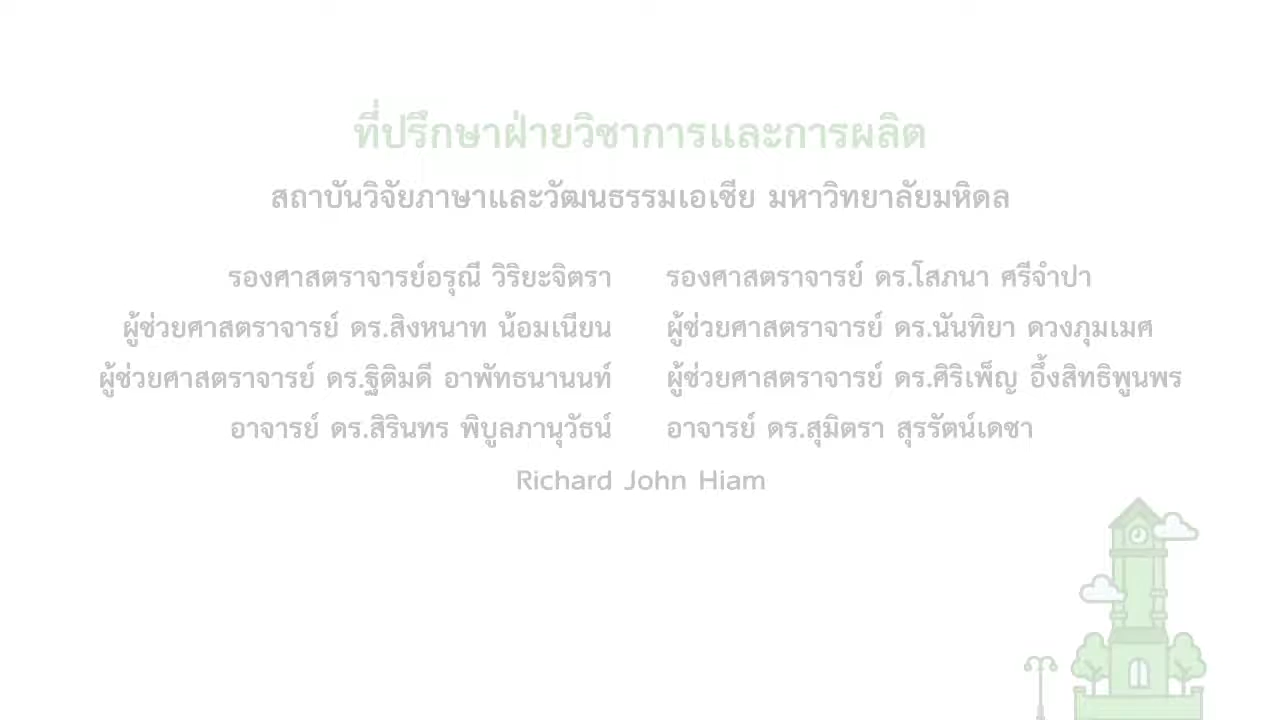 ที่ปรึกษาฝ่ายวิชาการและการผลิต
สถาบันวิจัยภาษาและวัฒนธรรมเอเชีย มหาวิทยาลัยมหิดล
รองศาสตราจารย์อรุณี วิริยะจิตรา
รองศาสตราจารย์ ดร.โสภนา ศรีจำปา
ผู้ช่วยศาสตราจารย์ ดร.สิงหนาท น้อมเนียน
ผู้ช่วยศาสตราจารย์ ดร.นันทิยา ดวงภุมเมศ
ผู้ช่วยศาสตราจารย์ ดร.ฐิติมดี อาพัทธนานนท์
ผู้ช่วยศาสตราจารย์ ดร.ศิริเพ็ญ อึ้งสิทธิพูนพร
อาจารย์ ดร.สิรินทร พิบูลภานุวัธน์
อาจารย์ ดร.สุมิตรา สุรรัตน์เดชา
Richard John Hiam